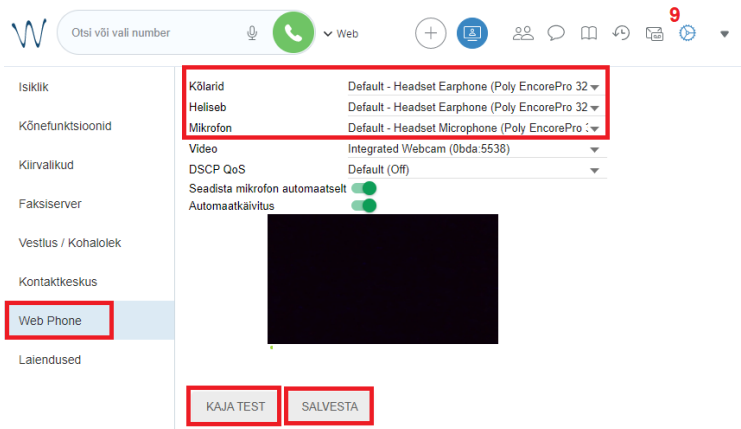 9
W
Otsi või vali number
Web
Isiklik
Kõnefunktsioonid
Kiirvalikud
Faksiserver
Vestlus / Kohalolek
Kontaktkeskus
Web Phone
Laiendused
Kõlarid Default - Headset Earphone (Poly EncorePro 32
Heliseb Default - Headset Earphone (Poly EncorePro 32
Mikrofon Default - Headset Microphone (Poly EncorePro
Video Integrated Webcam (0bda:5538)
DSCP QoS Default (Off)
Seadista mikrofon automaatselt
Automaatkäivitus
KAJA TEST SALVESTA